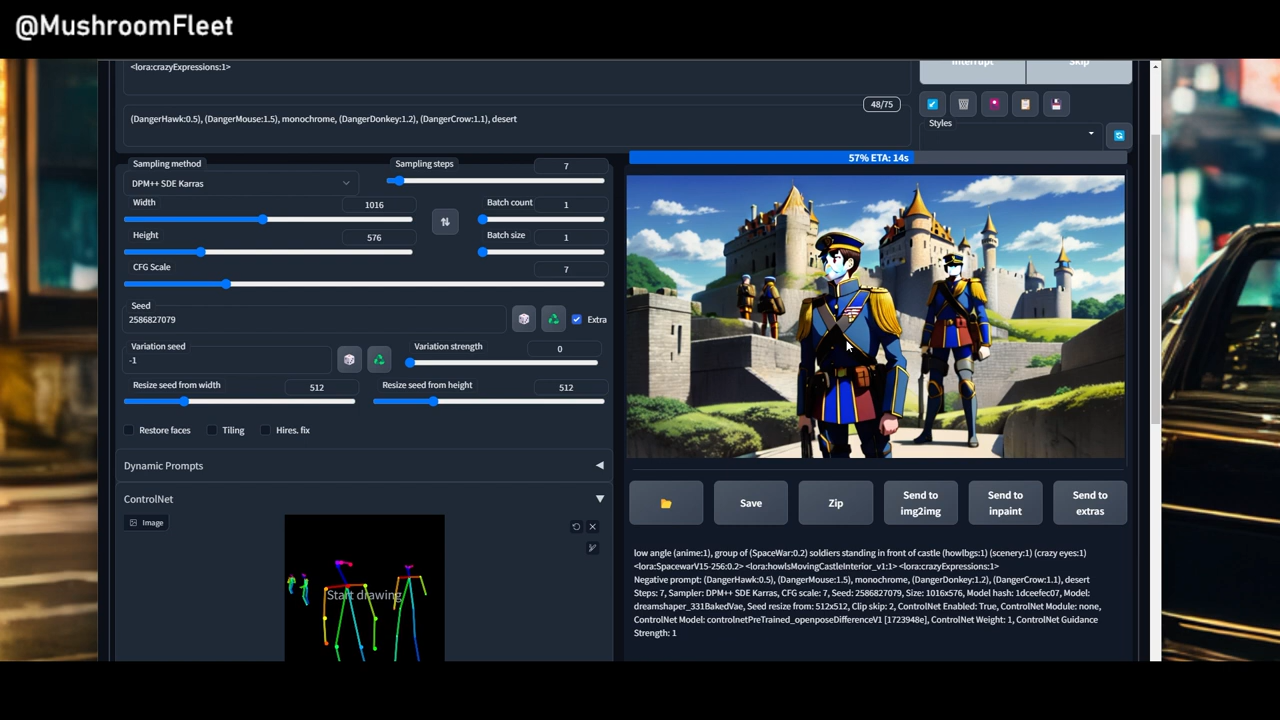 @MushroomFleet
<lora:crazyExpressions:1>
Interrupt
Skip
48/75
(DangerHawk:0.5), (DangerMouse:1.5), monochrome, (DangerDonkey:1.2), (DangerCrow:1.1), desert
Styles
Sampling method
DPM++ SDE Karras
Sampling steps
7
57% ETA: 14s
Width
1016
Batch count
1
Height
576
Batch size
1
CFG Scale
7
Seed
2586827079
Extra
Variation seed
-1
Variation strength
0
Resize seed from width
512
Resize seed from height
512
Restore faces
Tiling
Hires. fix
Dynamic Prompts
ControlNet
Image
Start drawing
Save
Zip
Send to
img2img
Send to
inpaint
Send to
extras
low angle (anime:1), group of (SpaceWar:0.2) soldiers standing in front of castle (howlbgs:1) (scenery:1) (crazy eyes:1)
<lora:SpacewarV15-256:0.2> <lora:howlsMovingCastleInterior_v1:1> <lora:crazyExpressions:1>
Negative prompt: (DangerHawk:0.5), (DangerMouse:1.5), monochrome, (DangerDonkey:1.2), (DangerCrow:1.1), desert
Steps: 7, Sampler: DPM++ SDE Karras, CFG scale: 7, Seed: 2586827079, Size: 1016x576, Model hash: 1dceefec07, Model:
dreamshaper_331BakedVae, Seed resize from: 512x512, Clip skip: 2, ControlNet Enabled: True, ControlNet Module: none,
ControlNet Model: controlnetPreTrained_openposeDifferenceV1 [1723948e], ControlNet Weight: 1, ControlNet Guidance
Strength: 1